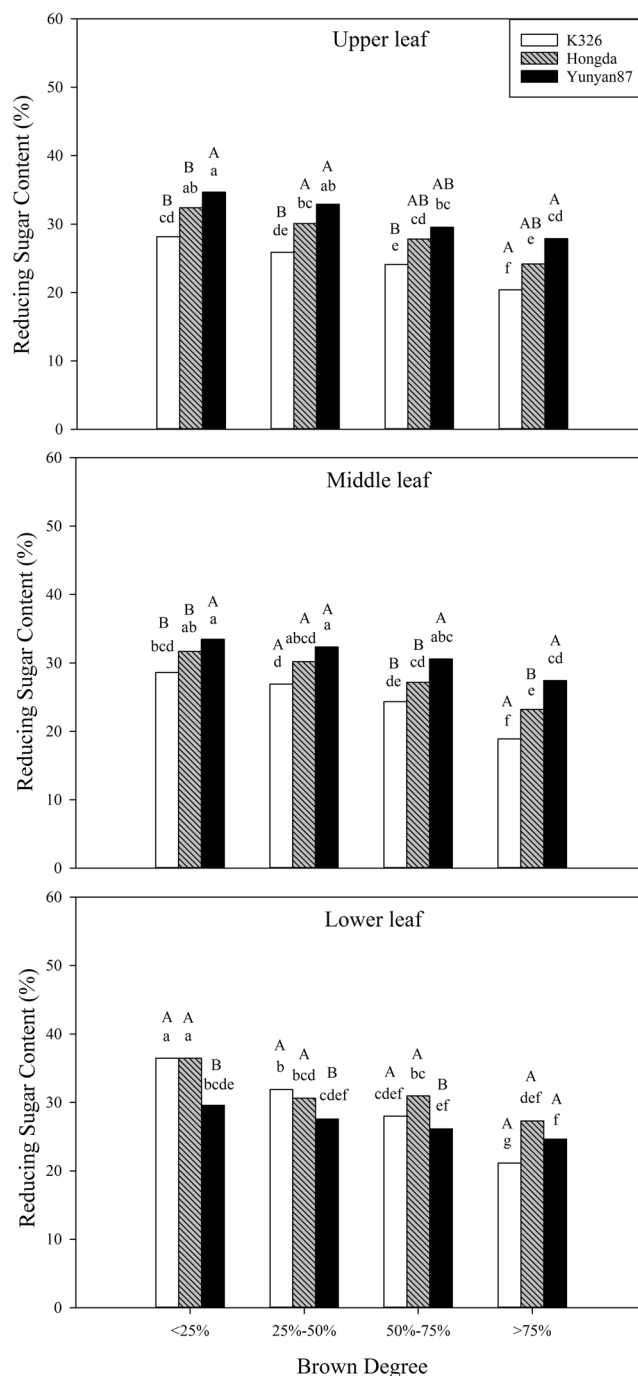 Upper leaf
K326
Hongda
Yunyan87
Reducing Sugar Content (%)
60
50
40
30
20
10
0
B cd
B ab
A a
B de
A bc
A ab
B e
AB cd
AB bc
A f
AB e
A cd
Middle leaf
Reducing Sugar Content (%)
60
50
40
30
20
10
0
B bcd
B ab
A a
A d
A abcd
A a
B de
B cd
A abc
A f
B e
A cd
Lower leaf
Reducing Sugar Content (%)
60
50
40
30
20
10
0
A a
A a
B bcde
A b
A bcd
B cdef
A cdef
A bc
B ef
A g
A def
A f
<25%
25%-50%
50%-75%
>75%
Brown Degree